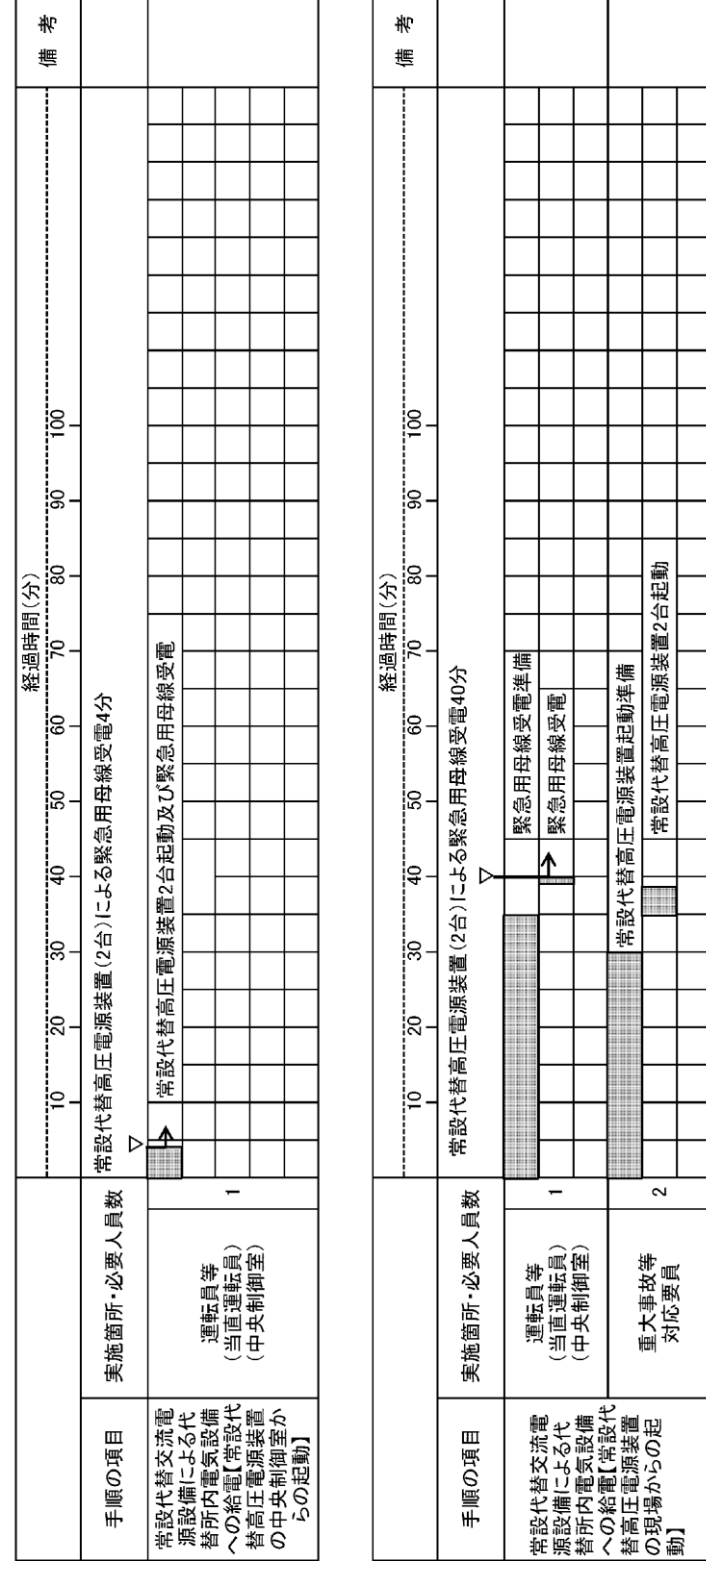 経過時間(分)
備 考
10 20 30 40 50 60 70 80 90 100
手順の項目
実施箇所・必要人員数
常設代替高圧電源装置(2台)による緊急用母線受電4分
▽
常設代替交流電
源設備による代
替所内電気設備
への給電【常設代
替高圧電源装置
の中央制御室か
らの起動】
運転員等
(当直運転員)
(中央制御室)
1
常設代替高圧電源装置2台起動及び緊急用母線受電
経過時間(分)
備 考
10 20 30 40 50 60 70 80 90 100
手順の項目
実施箇所・必要人員数
常設代替高圧電源装置(2台)による緊急用母線受電40分
▽
常設代替交流電
源設備による代
替所内電気設備
への給電【常設代
替高圧電源装置
の現場からの起
動】
運転員等
(当直運転員)
(中央制御室)
1
緊急用母線受電準備
緊急用母線受電
重大事故等
対応要員
2
常設代替高圧電源装置起動準備
常設代替高圧電源装置2台起動